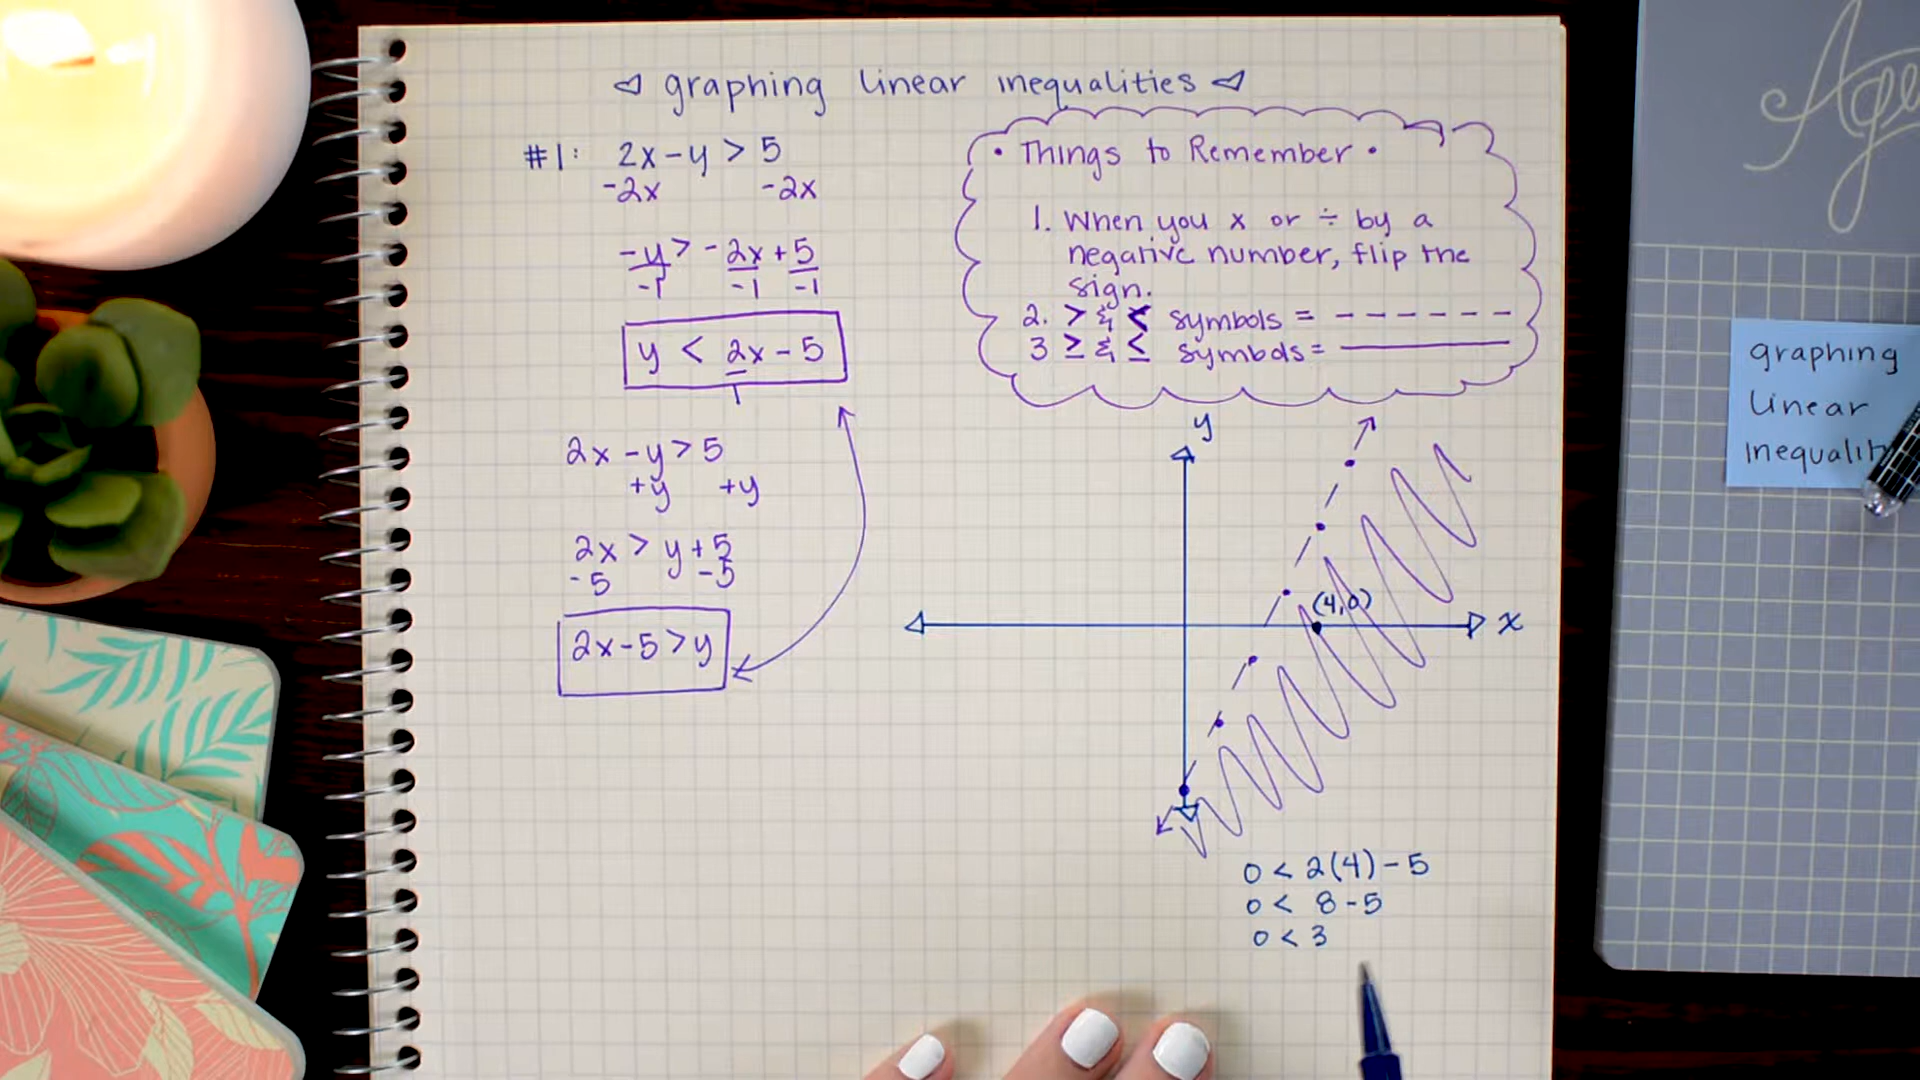 graphing linear inequalities
#1: 2x - y > 5
-2x -2x
-y > -2x + 5
-1 -1 -1
y < 2x - 5
1
2x - y > 5
+y +y
2x > y + 5
-5 -5
2x - 5 > y
• Things to Remember •
1. When you x or ÷ by a
negative number, flip the
sign.
2. > & < symbols = - - - - - -
3 ≥ & ≤ symbols = ———
y
(4,0)
x
0 < 2(4) - 5
0 < 8 - 5
0 < 3
graphing
linear